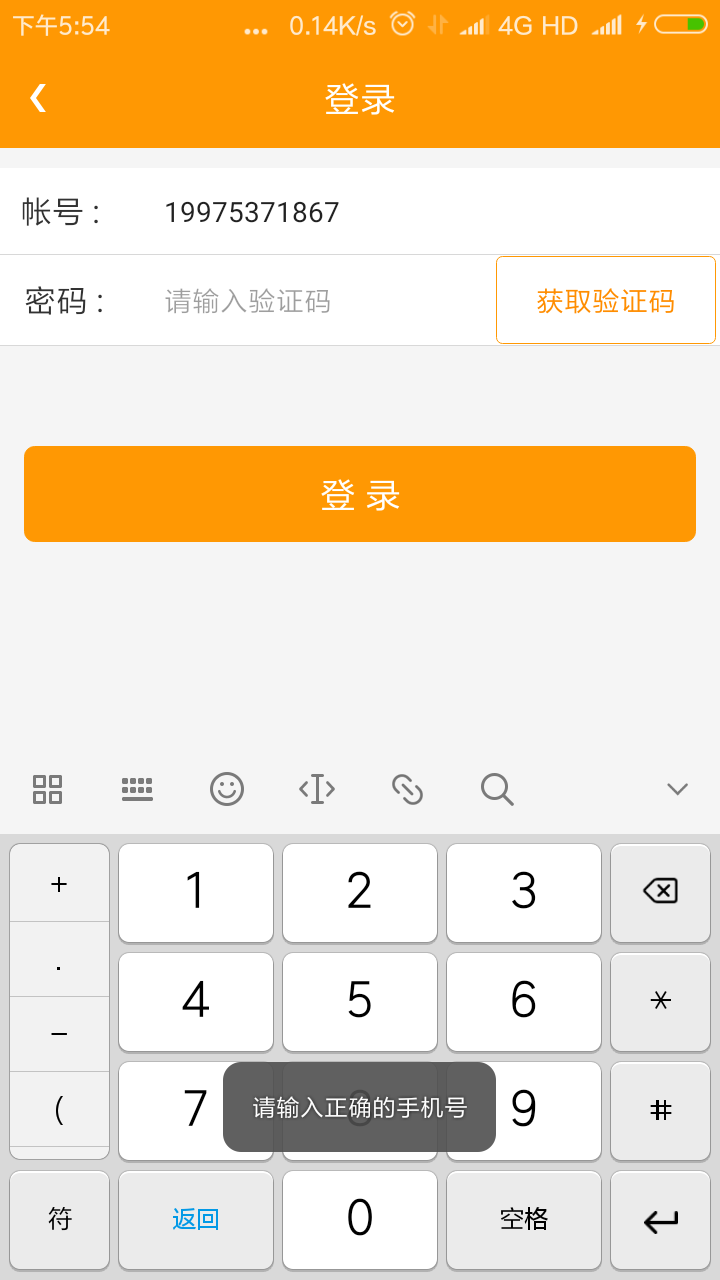 下午5:54 ... 0.14K/s 4G HD
登录
帐号： 19975371867
密码： 请输入验证码 获取验证码
登 录
+ 1 2 3
. 4 5 6 *
- 7 9 #
(
请输入正确的手机号
符 返回 0 空格